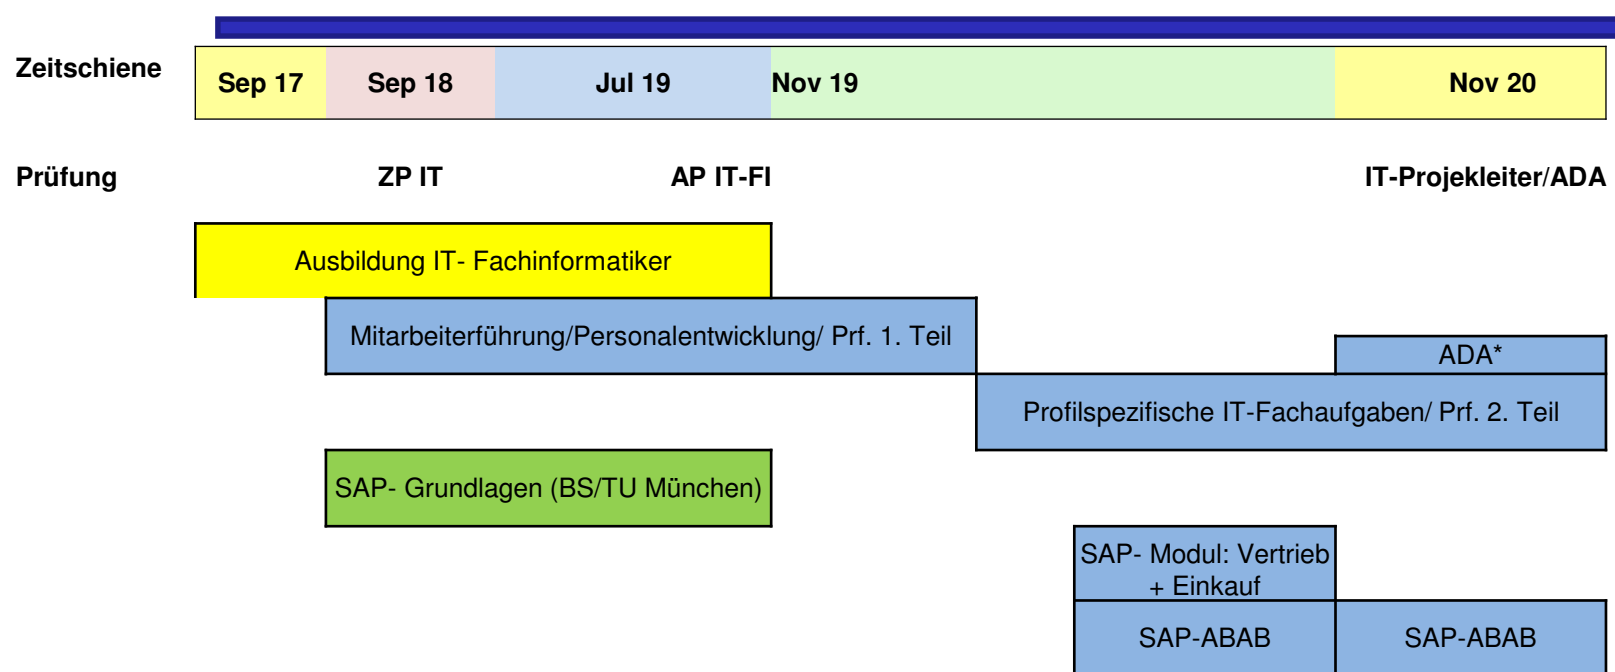 Zeitschiene
Sep 17 Sep 18 Jul 19 Nov 19 Nov 20
Prüfung ZP IT AP IT-FI IT-Projekleiter/ADA
Ausbildung IT- Fachinformatiker
Mitarbeiterführung/Personalentwicklung/ Prf. 1. Teil
ADA*
Profilspezifische IT-Fachaufgaben/ Prf. 2. Teil
SAP- Grundlagen (BS/TU München)
SAP- Modul: Vertrieb
+ Einkauf
SAP-ABAB SAP-ABAB